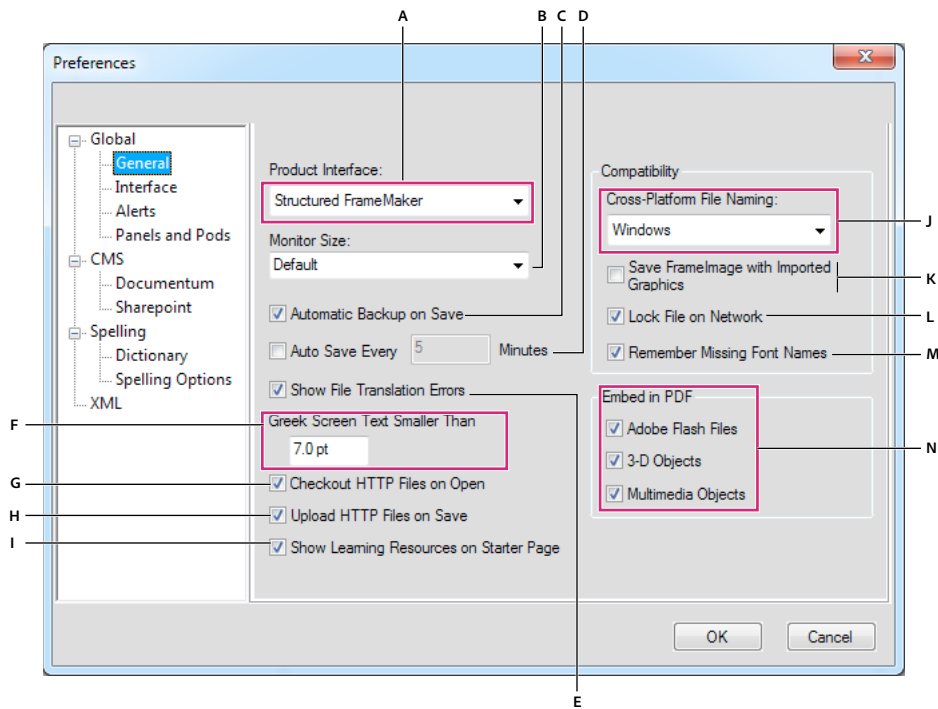 A
B C D
Preferences
Global
General
Interface
Alerts
Panels and Pods
CMS
Documentum
Sharepoint
Spelling
Dictionary
Spelling Options
XML
Product Interface:
Structured FrameMaker
Monitor Size:
Default
Automatic Backup on Save
Auto Save Every 5 Minutes
Show File Translation Errors
Greek Screen Text Smaller Than
7.0 pt
Checkout HTTP Files on Open
Upload HTTP Files on Save
Show Learning Resources on Starter Page
Compatibility
Cross-Platform File Naming:
Windows
Save FrameImage with Imported
Graphics
Lock File on Network
Remember Missing Font Names
Embed in PDF
Adobe Flash Files
3-D Objects
Multimedia Objects
OK Cancel
F
G
H
I
J
K
L
M
N
E